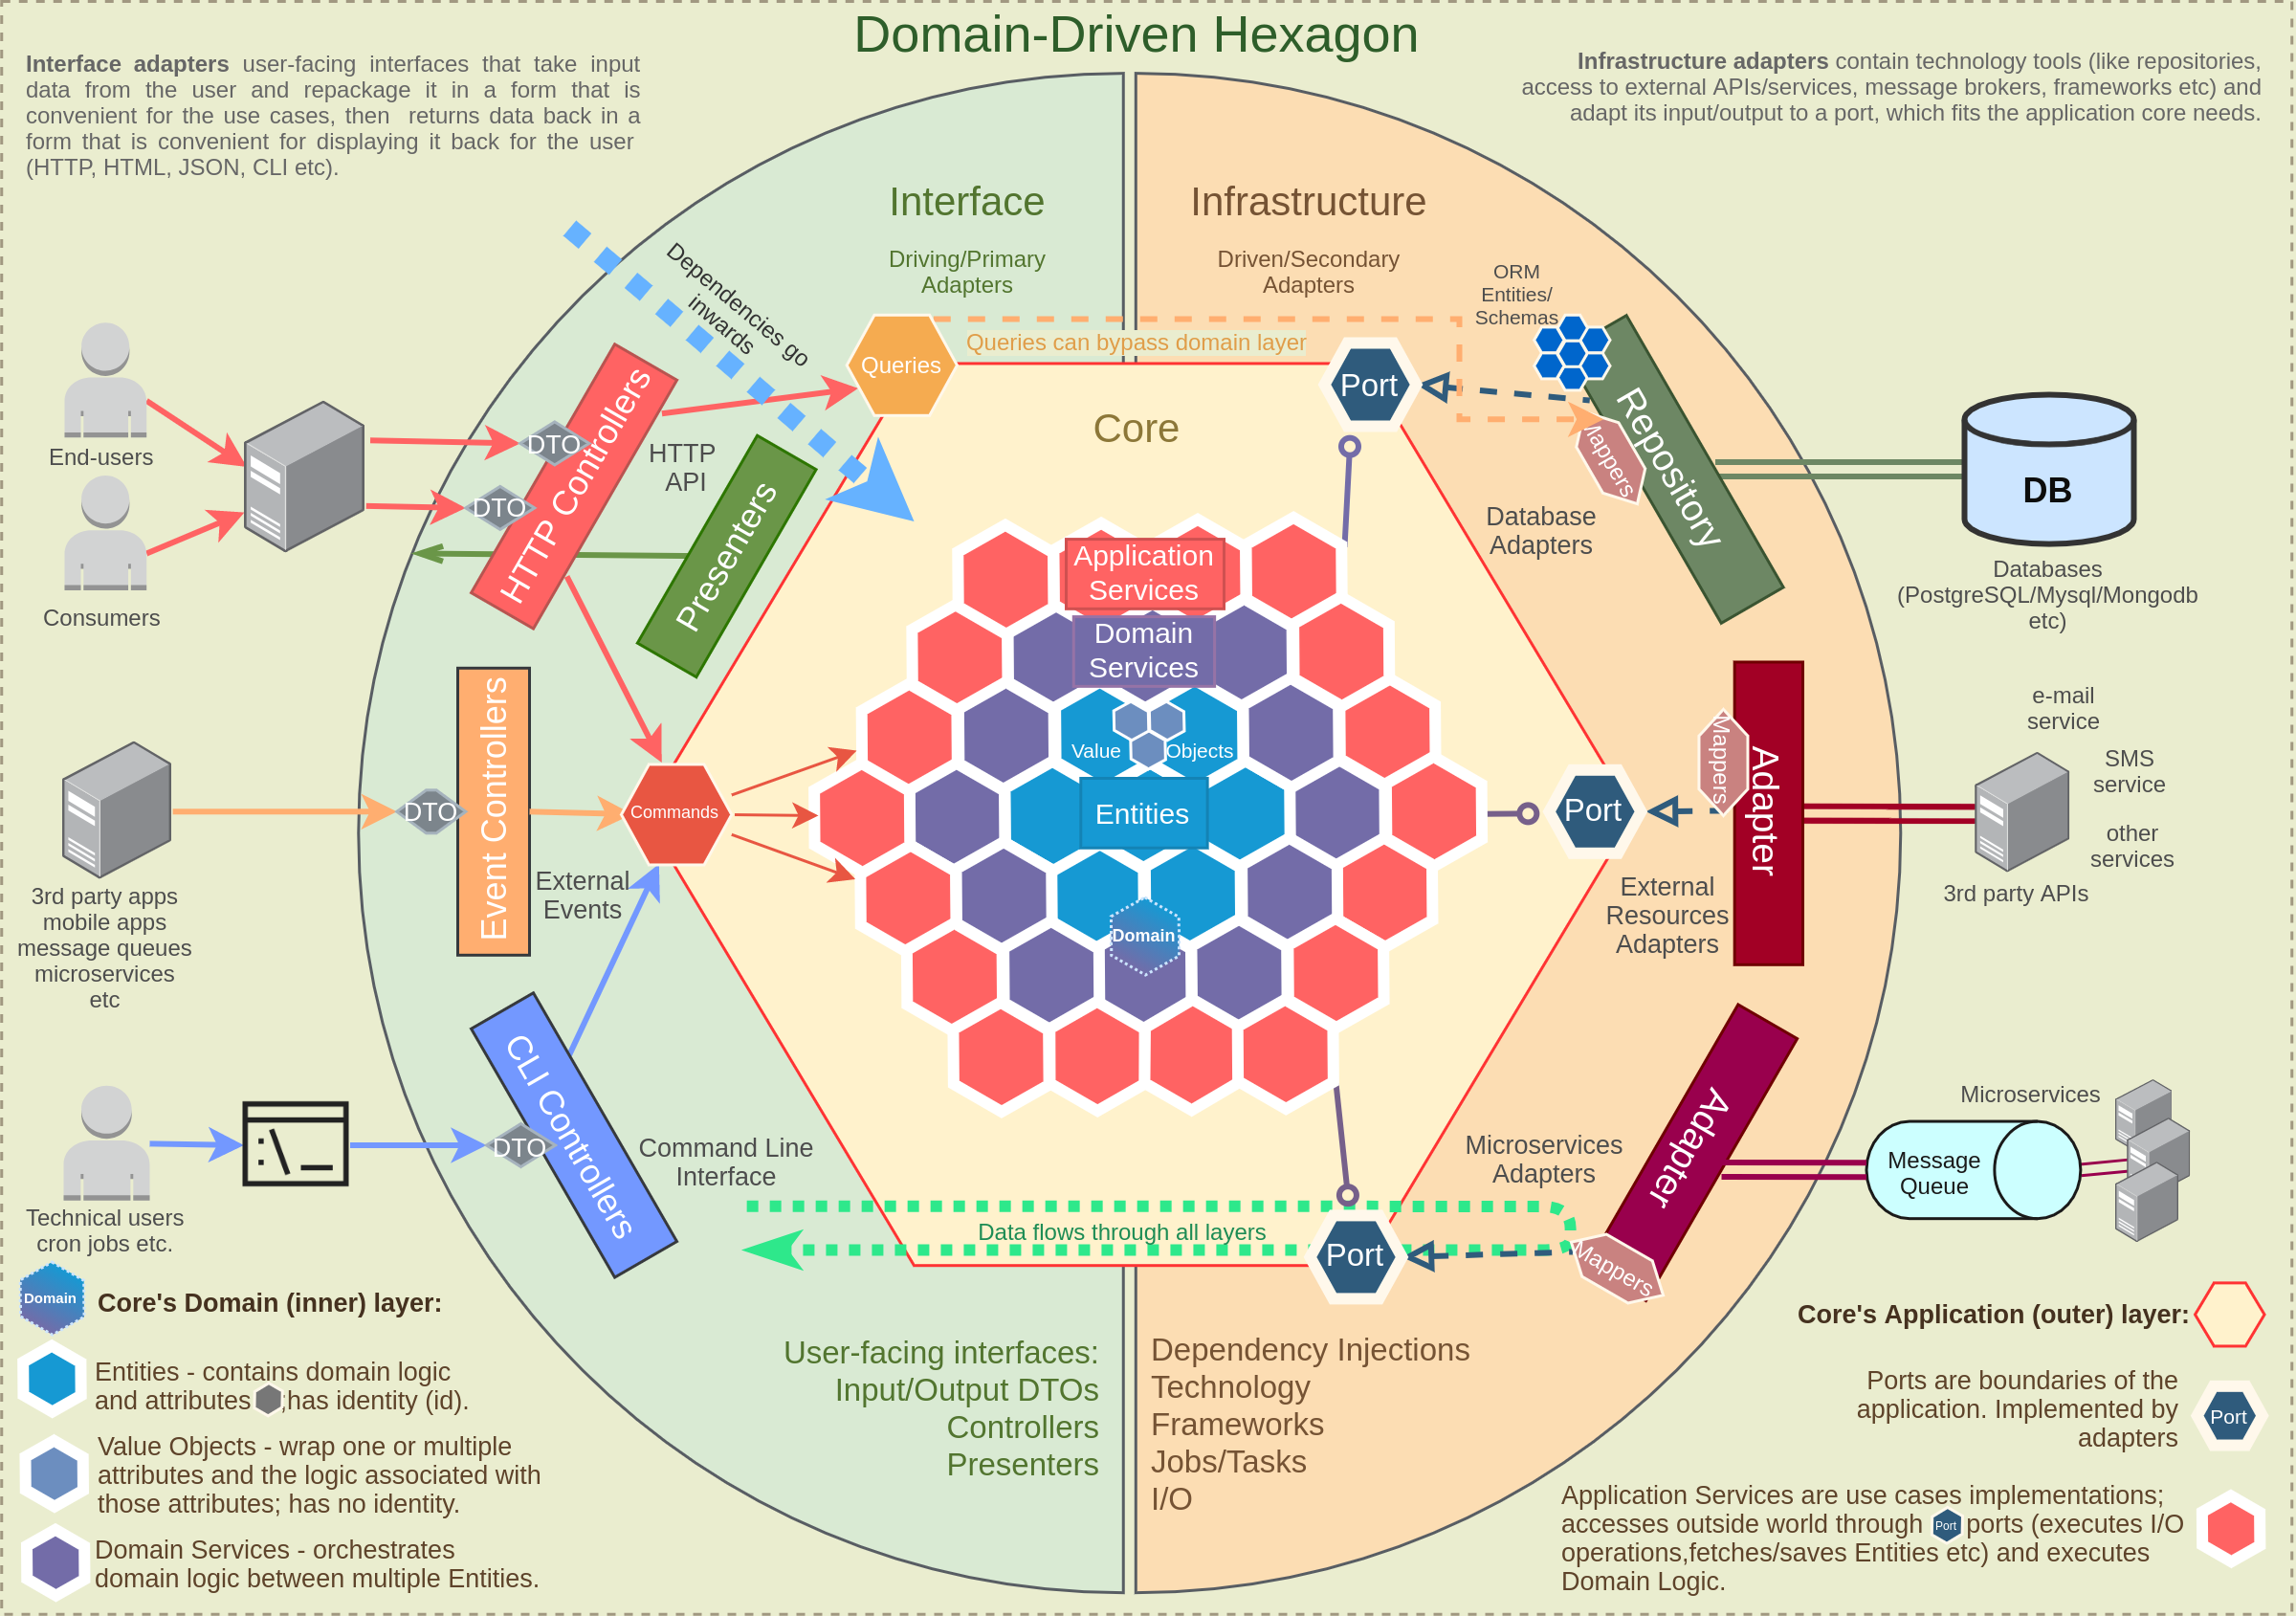 Domain-Driven Hexagon
Interface adapters user-facing interfaces that take input
data from the user and repackage it in a form that is
convenient for the use cases, then returns data back in a
form that is convenient for displaying it back for the user
(HTTP, HTML, JSON, CLI etc).
Infrastructure adapters contain technology tools (like repositories,
access to external APIs/services, message brokers, frameworks etc) and
adapt its input/output to a port, which fits the application core needs.
Interface
Driving/Primary
Adapters
Infrastructure
Driven/Secondary
Adapters
ORM
Entities/
Schemas
Dependencies go
inwards
Queries
Queries can bypass domain layer
Port
Core
End-users
Consumers
DTO
DTO
HTTP Controllers
HTTP
API
Presenters
Mappers
Repository
Database
Adapters
DB
Databases
(PostgreSQL/Mysql/Mongodb
etc)
Application
Services
Domain
Services
Value
Objects
Entities
Domain
3rd party apps
mobile apps
message queues
microservices
etc
DTO
Event Controllers
External
Events
Commands
Port
Mappers
Adapter
External
Resources
Adapters
e-mail
service
SMS
service
other
services
3rd party APIs
Technical users
cron jobs etc.
DTO
CLI Controllers
Command Line
Interface
Data flows through all layers
Port
Mappers
Adapter
Microservices
Adapters
Message
Queue
Microservices
User-facing interfaces:
Input/Output DTOs
Controllers
Presenters
Dependency Injections
Technology
Frameworks
Jobs/Tasks
I/O
Domain
Core's Domain (inner) layer:
Entities - contains domain logic
and attributes ;has identity (id).
Value Objects - wrap one or multiple
attributes and the logic associated with
those attributes; has no identity.
Domain Services - orchestrates
domain logic between multiple Entities.
Core's Application (outer) layer:
Ports are boundaries of the
application. Implemented by
adapters
Port
Application Services are use cases implementations;
accesses outside world through Port ports (executes I/O
operations,fetches/saves Entities etc) and executes
Domain Logic.